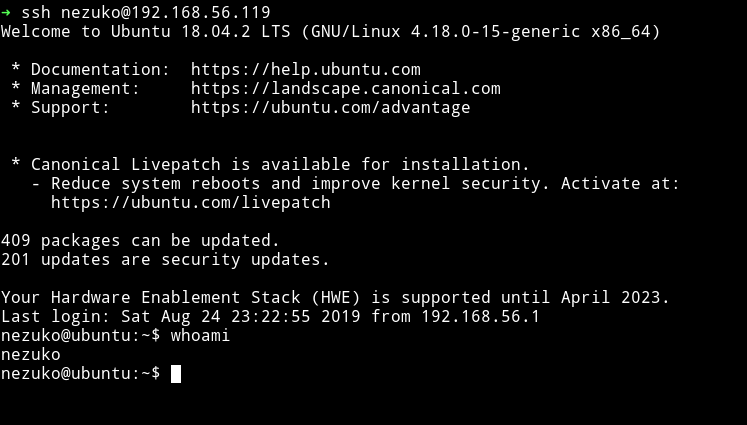 → ssh nezuko@192.168.56.119
Welcome to Ubuntu 18.04.2 LTS (GNU/Linux 4.18.0-15-generic x86_64)
* Documentation:  https://help.ubuntu.com
* Management:     https://landscape.canonical.com
* Support:        https://ubuntu.com/advantage
* Canonical Livepatch is available for installation.
- Reduce system reboots and improve kernel security. Activate at:
https://ubuntu.com/livepatch
409 packages can be updated.
201 updates are security updates.
Your Hardware Enablement Stack (HWE) is supported until April 2023.
Last login: Sat Aug 24 23:22:55 2019 from 192.168.56.1
nezuko@ubuntu:~$ whoami
nezuko
nezuko@ubuntu:~$